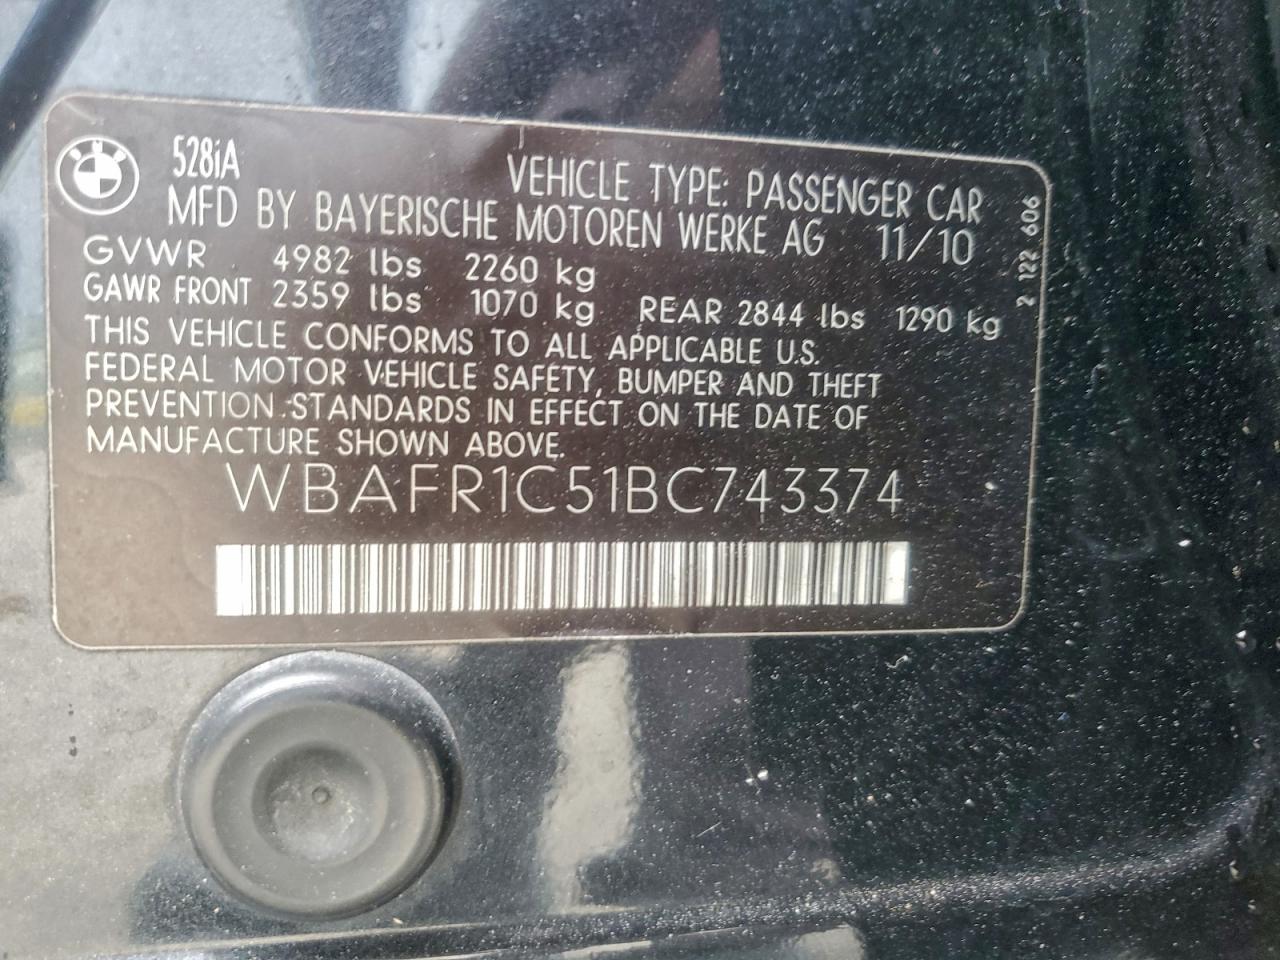 528iA
VEHICLE TYPE: PASSENGER CAR
MFD BY BAYERISCHE MOTOREN WERKE AG 11/10
GVWR 4982 lbs 2260 kg
GAWR FRONT 2359 lbs 1070 kg REAR 2844 lbs 1290 kg
THIS VEHICLE CONFORMS TO ALL APPLICABLE U.S.
FEDERAL MOTOR VEHICLE SAFETY, BUMPER AND THEFT
PREVENTION STANDARDS IN EFFECT ON THE DATE OF
MANUFACTURE SHOWN ABOVE.
WBAFR1C51BC743374
2 122 606